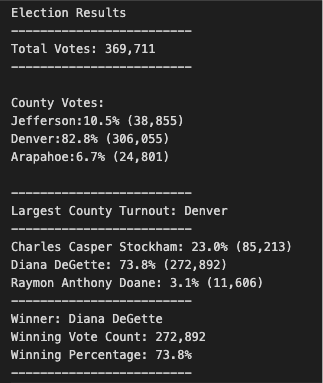 Election Results
-------------------------
Total Votes: 369,711
-------------------------
County Votes:
Jefferson:10.5% (38,855)
Denver:82.8% (306,055)
Arapahoe:6.7% (24,801)
-------------------------
Largest County Turnout: Denver
-------------------------
Charles Casper Stockham: 23.0% (85,213)
Diana DeGette: 73.8% (272,892)
Raymon Anthony Doane: 3.1% (11,606)
-------------------------
Winner: Diana DeGette
Winning Vote Count: 272,892
Winning Percentage: 73.8%
-------------------------